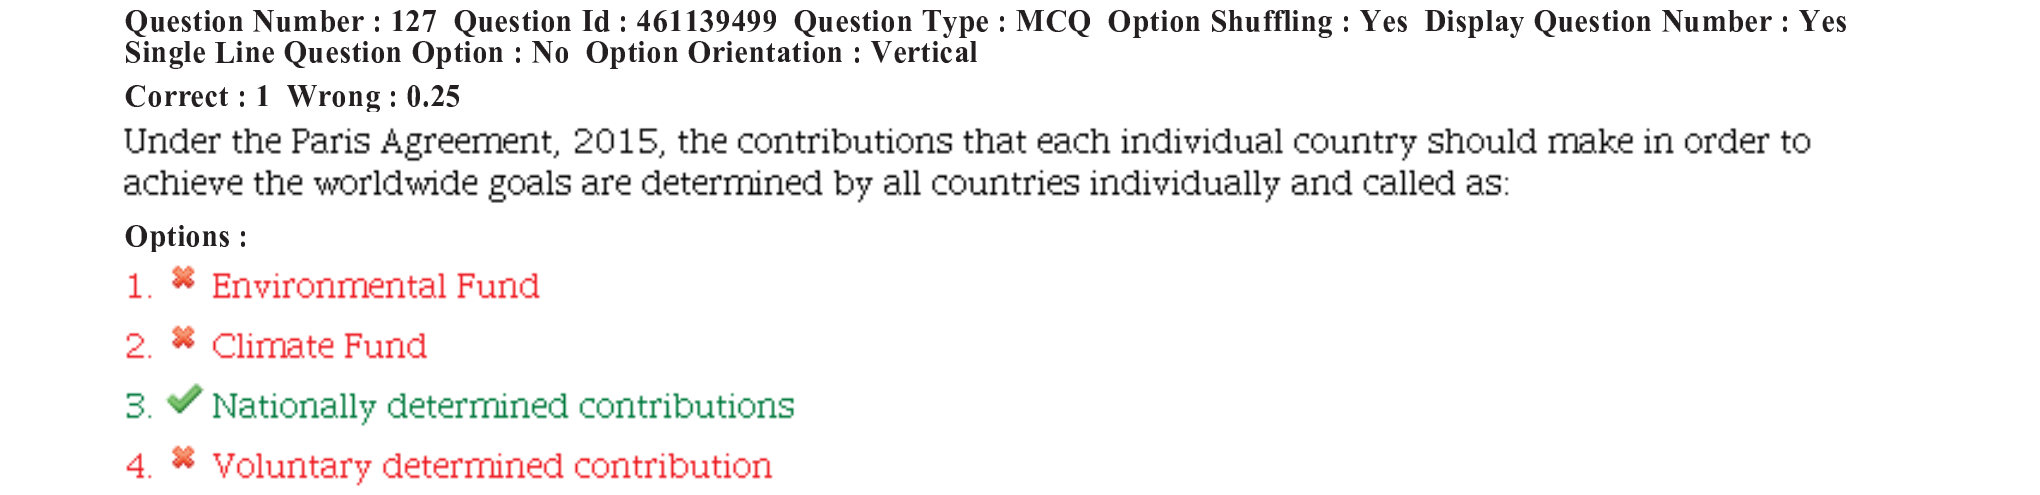 Question Number : 127 Question Id : 461139499 Question Type : MCQ Option Shuffling : Yes Display Question Number : Yes
Single Line Question Option : No Option Orientation : Vertical
Correct : 1 Wrong : 0.25
Under the Paris Agreement, 2015, the contributions that each individual country should make in order to
achieve the worldwide goals are determined by all countries individually and called as:
Options :
1. Environmental Fund
2. Climate Fund
3. Nationally determined contributions
4. Voluntary determined contribution